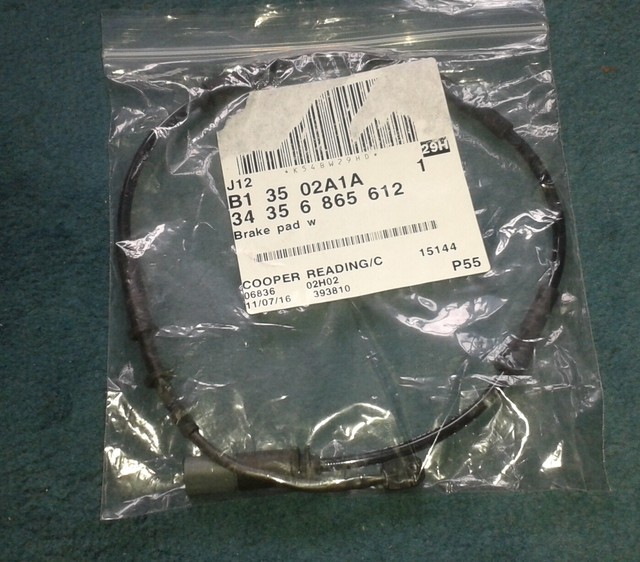 *K548W29HD*
29H
J12
1
B1 35 02A1A
34 35 6 865 612
Brake pad w
COOPER READING/C 15144
06836 02H02 P55
11/07/16 393810